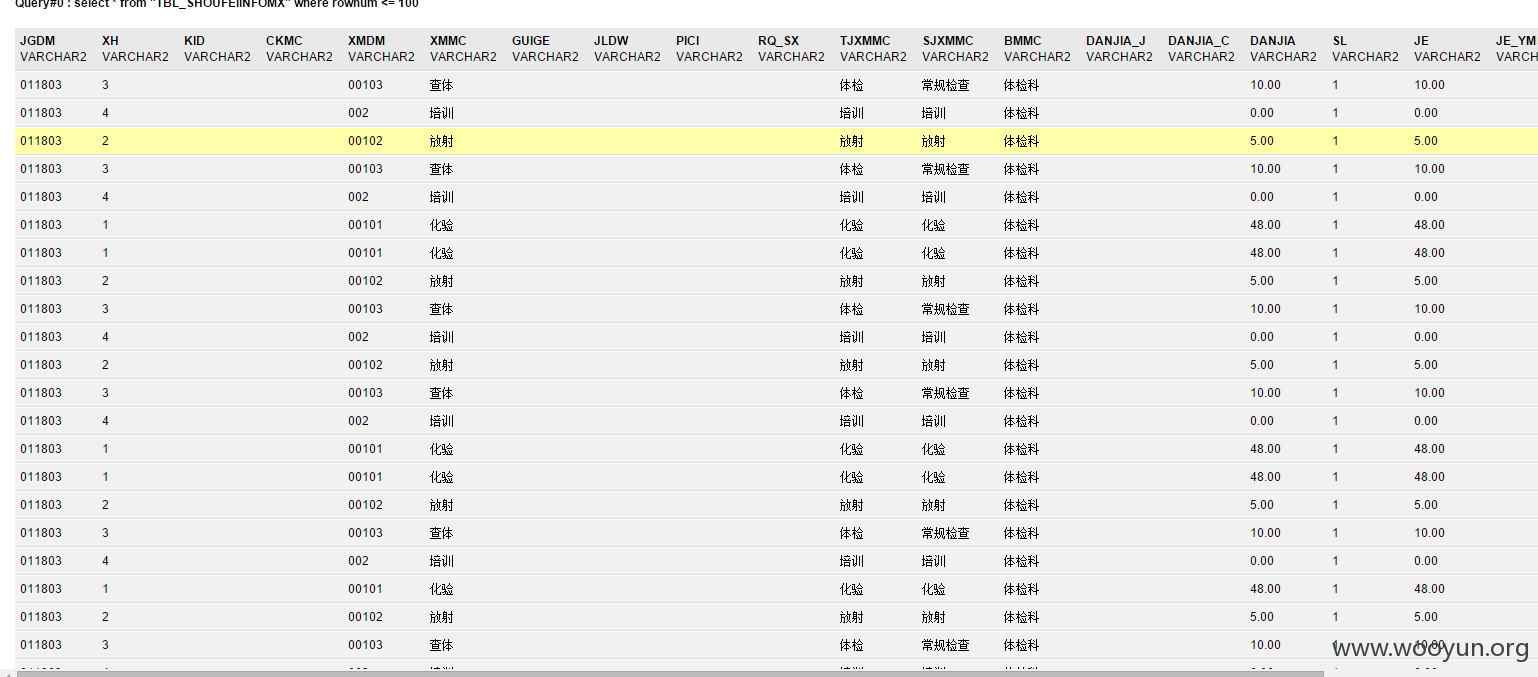 Query#0 : select * from "TBL_SHOUFEIINFOMX" where rownum <= 100
JGDM XH KID CKMC XMDM XMMC GUIGE JLDW PICI RQ_SX TJXMMC SJXMMC BMMC DANJIA_J DANJIA_C DANJIA SL JE JE_YM
VARCHAR2 VARCHAR2 VARCHAR2 VARCHAR2 VARCHAR2 VARCHAR2 VARCHAR2 VARCHAR2 VARCHAR2 VARCHAR2 VARCHAR2 VARCHAR2 VARCHAR2 VARCHAR2 VARCHAR2 VARCHAR2 VARCHAR2 VARCHAR2 VARCH
011803 3 00103 查体 体检 常规检查 体检科 10.00 1 10.00
011803 4 002 培训 培训 培训 体检科 0.00 1 0.00
011803 2 00102 放射 放射 放射 体检科 5.00 1 5.00
011803 3 00103 查体 体检 常规检查 体检科 10.00 1 10.00
011803 4 002 培训 培训 培训 体检科 0.00 1 0.00
011803 1 00101 化验 化验 化验 体检科 48.00 1 48.00
011803 1 00101 化验 化验 化验 体检科 48.00 1 48.00
011803 2 00102 放射 放射 放射 体检科 5.00 1 5.00
011803 3 00103 查体 体检 常规检查 体检科 10.00 1 10.00
011803 4 002 培训 培训 培训 体检科 0.00 1 0.00
011803 2 00102 放射 放射 放射 体检科 5.00 1 5.00
011803 3 00103 查体 体检 常规检查 体检科 10.00 1 10.00
011803 4 002 培训 培训 培训 体检科 0.00 1 0.00
011803 1 00101 化验 化验 化验 体检科 48.00 1 48.00
011803 1 00101 化验 化验 化验 体检科 48.00 1 48.00
011803 2 00102 放射 放射 放射 体检科 5.00 1 5.00
011803 3 00103 查体 体检 常规检查 体检科 10.00 1 10.00
011803 4 002 培训 培训 培训 体检科 0.00 1 0.00
011803 1 00101 化验 化验 化验 体检科 48.00 1 48.00
011803 2 00102 放射 放射 放射 体检科 5.00 1 5.00
011803 3 00103 查体 体检 常规检查 体检科 10.00 1 10.00
www.wooyun.org